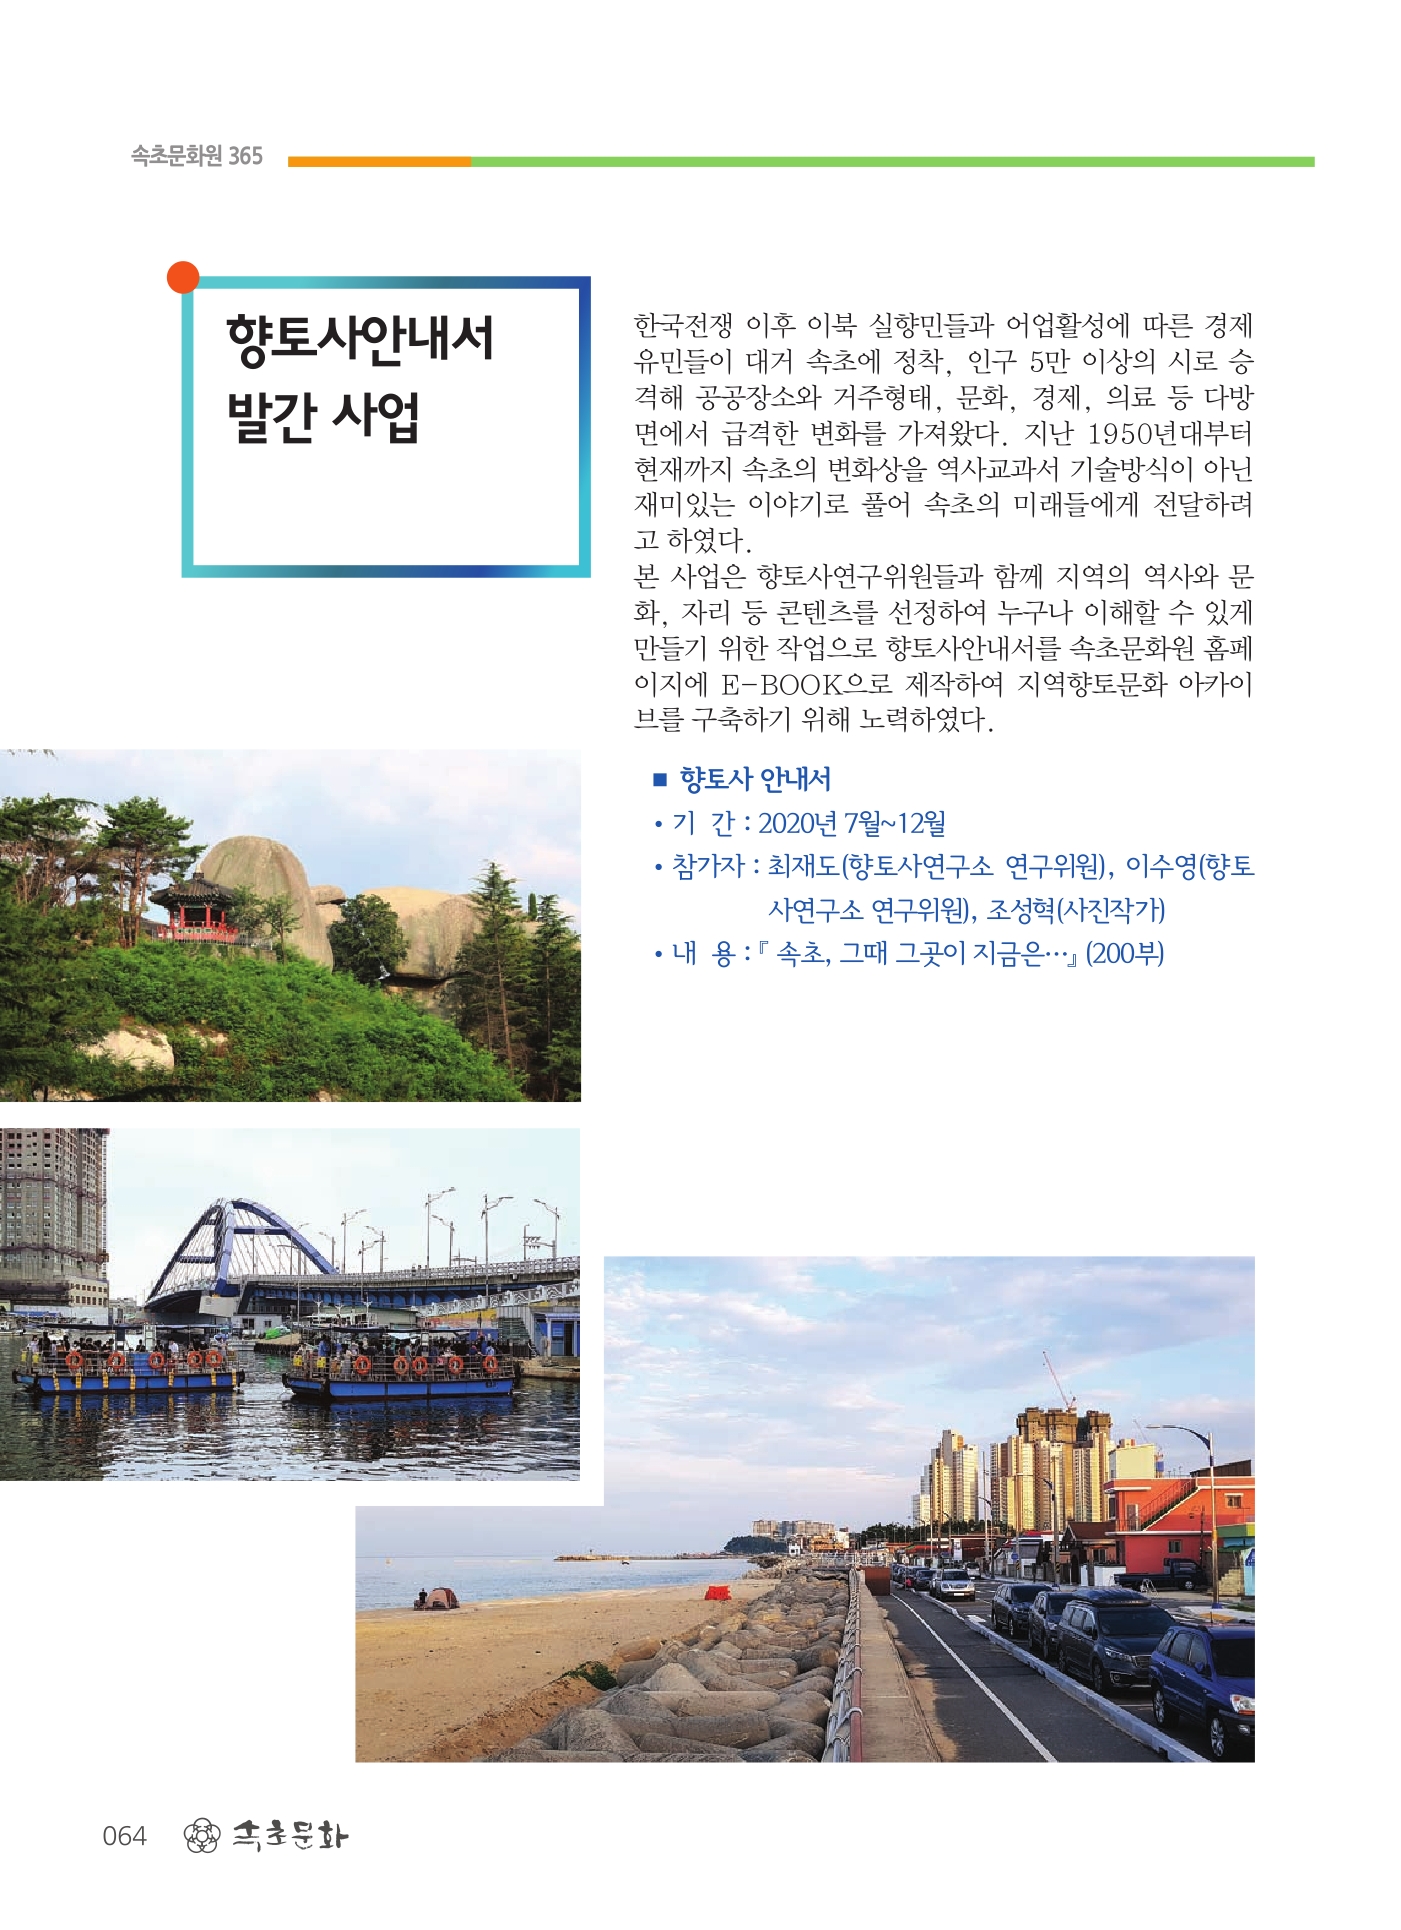 속초문화원 365
향토사안내서
발간 사업
한국전쟁 이후 이북 실향민들과 어업활성에 따른 경제
유민들이 대거 속초에 정착, 인구 5만 이상의 시로 승
격해 공공장소와 거주형태, 문화, 경제, 의료 등 다방
면에서 급격한 변화를 가져왔다. 지난 1950년대부터
현재까지 속초의 변화상을 역사교과서 기술방식이 아닌
재미있는 이야기로 풀어 속초의 미래들에게 전달하려
고 하였다.
본 사업은 향토사연구위원들과 함께 지역의 역사와 문
화, 자리 등 콘텐츠를 선정하여 누구나 이해할 수 있게
만들기 위한 작업으로 향토사안내서를 속초문화원 홈페
이지에 E-BOOK으로 제작하여 지역향토문화 아카이
브를 구축하기 위해 노력하였다.
■ 향토사 안내서
• 기 간 : 2020년 7월~12월
• 참가자 : 최재도(향토사연구소 연구위원), 이수영(향토
사연구소 연구위원), 조성혁(사진작가)
• 내 용 :『 속초, 그때 그곳이 지금은…』(200부)
064 속초문화